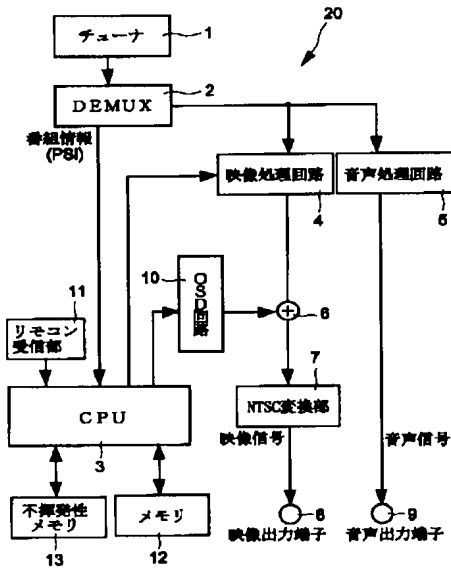 チューナ
1
20
DEMUX
2
番組情報
(PSI)
映像処理回路
4
音声処理回路
5
10
OSD回路
6
11
リモコン
受信部
7
NTSC変換部
CPU
3
映像信号
音声信号
不揮発性
メモリ
13
メモリ
12
8
映像出力端子
9
音声出力端子